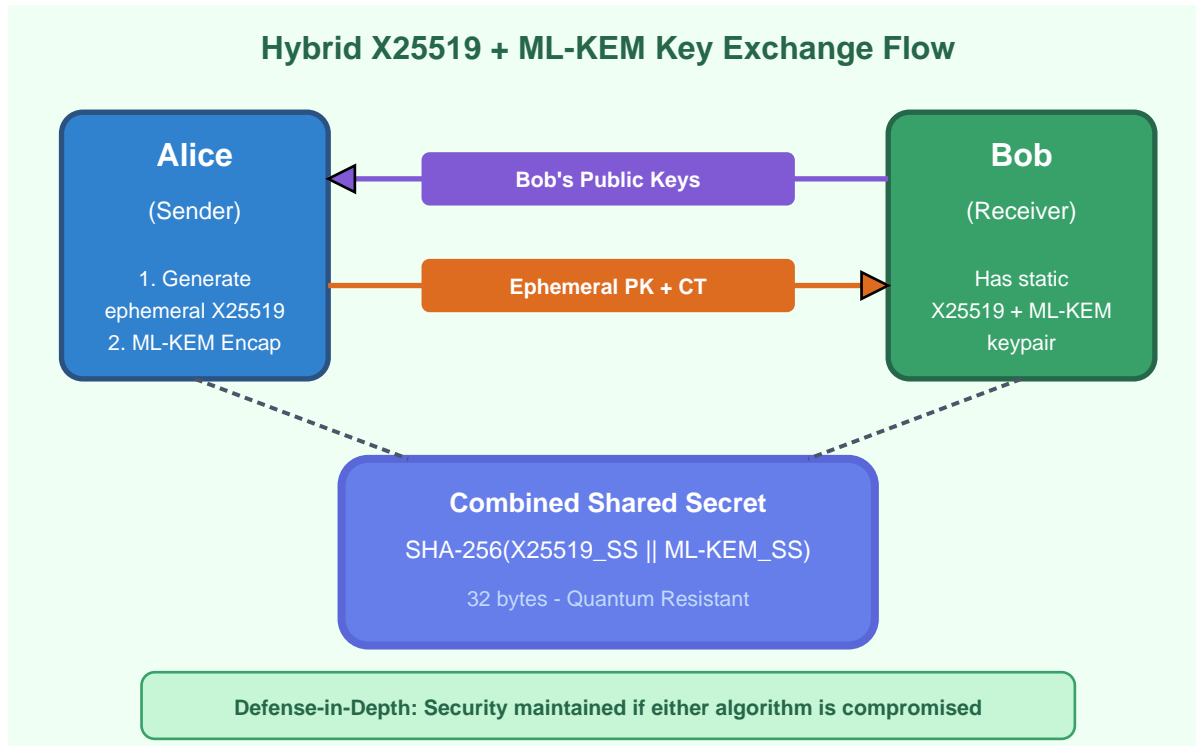 Hybrid X25519 + ML-KEM Key Exchange Flow
Alice
(Sender)
1. Generate
ephemeral X25519
2. ML-KEM Encap
Bob's Public Keys
Ephemeral PK + CT
Bob
(Receiver)
Has static
X25519 + ML-KEM
keypair
Combined Shared Secret
SHA-256(X25519_SS || ML-KEM_SS)
32 bytes - Quantum Resistant
Defense-in-Depth: Security maintained if either algorithm is compromised